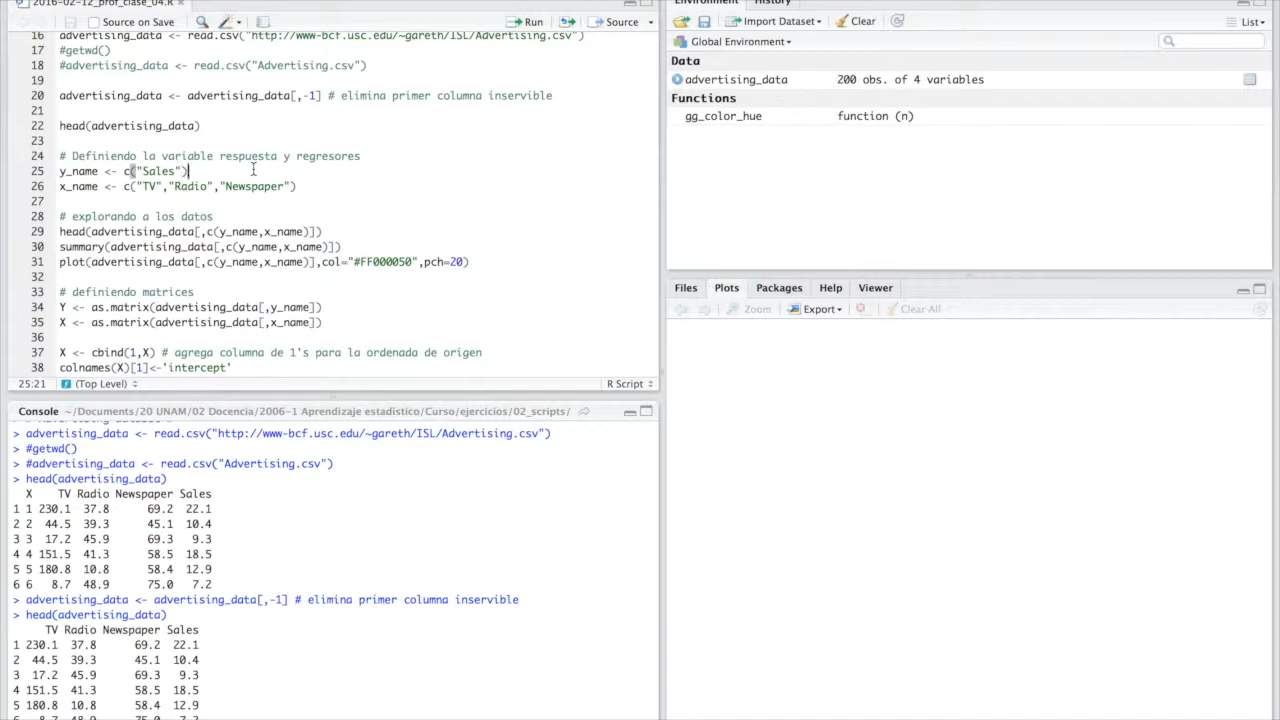 2016-02-12_prof_clase_04.R
Source on Save
Run
Source
16 advertising_data <- read.csv("http://www-bcf.usc.edu/~gareth/ISL/Advertising.csv")
17 #getwd()
18 #advertising_data <- read.csv("Advertising.csv")
19
20 advertising_data <- advertising_data[,-1] # elimina primer columna inservible
21
22 head(advertising_data)
23
24 # Definiendo la variable respuesta y regresores
25 y_name <- c("Sales")
26 x_name <- c("TV","Radio","Newspaper")
27
28 # explorando a los datos
29 head(advertising_data[,c(y_name,x_name)])
30 summary(advertising_data[,c(y_name,x_name)])
31 plot(advertising_data[,c(y_name,x_name)],col="#FF000050",pch=20)
32
33 # definiendo matrices
34 Y <- as.matrix(advertising_data[,y_name])
35 X <- as.matrix(advertising_data[,x_name])
36
37 X <- cbind(1,X) # agrega columna de 1's para la ordenada de origen
38 colnames(X)[1]<-'intercept'
25:21 (Top Level) R Script
Console ~/Documents/20 UNAM/02 Docencia/2006-1 Aprendizaje estadistico/Curso/ejercicios/02_scripts/
> advertising_data <- read.csv("http://www-bcf.usc.edu/~gareth/ISL/Advertising.csv")
> #getwd()
> #advertising_data <- read.csv("Advertising.csv")
> head(advertising_data)
X TV Radio Newspaper Sales
1 1 230.1 37.8 69.2 22.1
2 2 44.5 39.3 45.1 10.4
3 3 17.2 45.9 69.3 9.3
4 4 151.5 41.3 58.5 18.5
5 5 180.8 10.8 58.4 12.9
6 6 8.7 48.9 75.0 7.2
> advertising_data <- advertising_data[,-1] # elimina primer columna inservible
> head(advertising_data)
TV Radio Newspaper Sales
1 230.1 37.8 69.2 22.1
2 44.5 39.3 45.1 10.4
3 17.2 45.9 69.3 9.3
4 151.5 41.3 58.5 18.5
5 180.8 10.8 58.4 12.9
6 8.7 48.9 75.0 7.2
Environment History
Import Dataset Clear List
Global Environment
Data
advertising_data 200 obs. of 4 variables
Functions
gg_color_hue function (n)
Files Plots Packages Help Viewer
Zoom Export Clear All